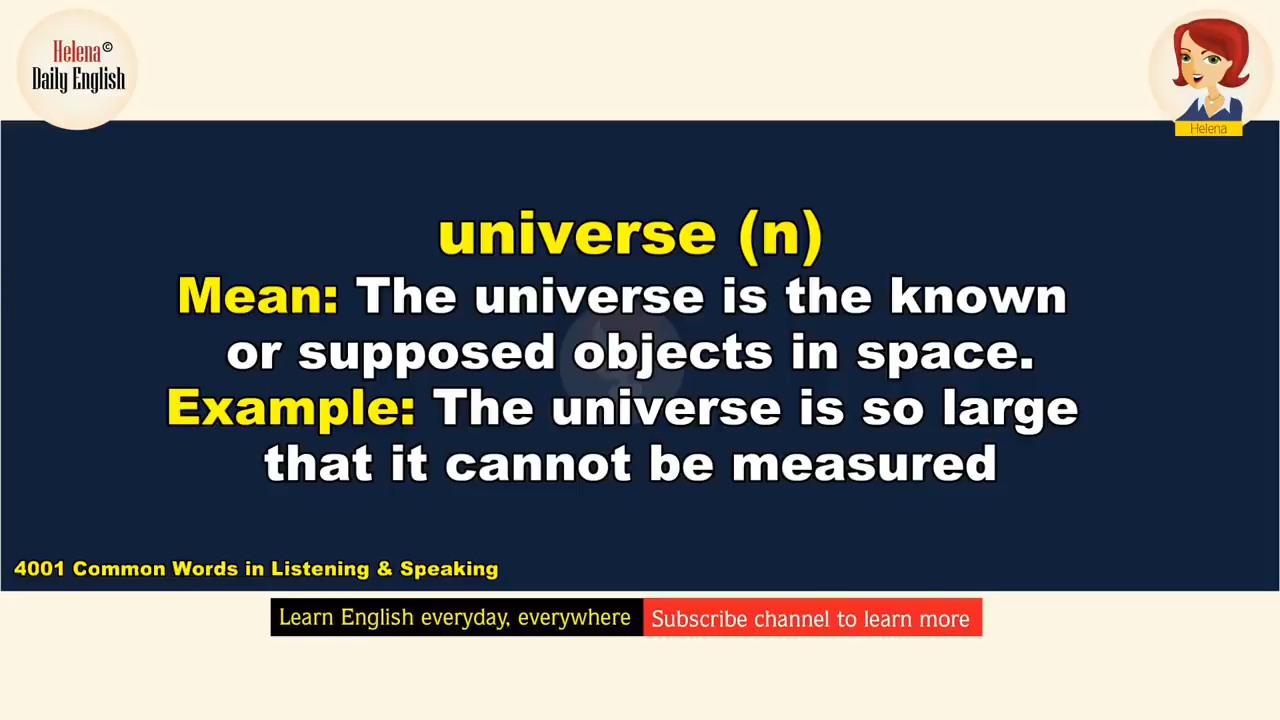 Helena©
Daily English
Helena
universe (n)
Mean: The universe is the known
or supposed objects in space.
Example: The universe is so large
that it cannot be measured
4001 Common Words in Listening & Speaking
Learn English everyday, everywhere
Subscribe channel to learn more